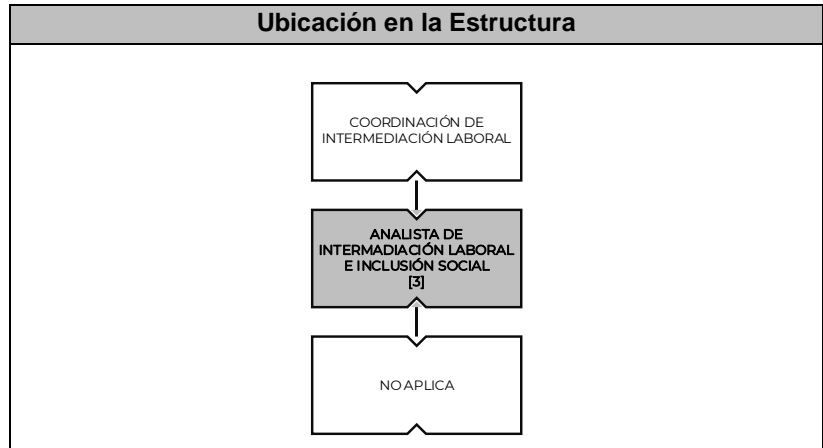 Ubicación en la Estructura
COORDINACIÓN DE
INTERMEDIACIÓN LABORAL
ANALISTA DE
INTERMADIACIÓN LABORAL
E INCLUSIÓN SOCIAL
[3]
NO APLICA